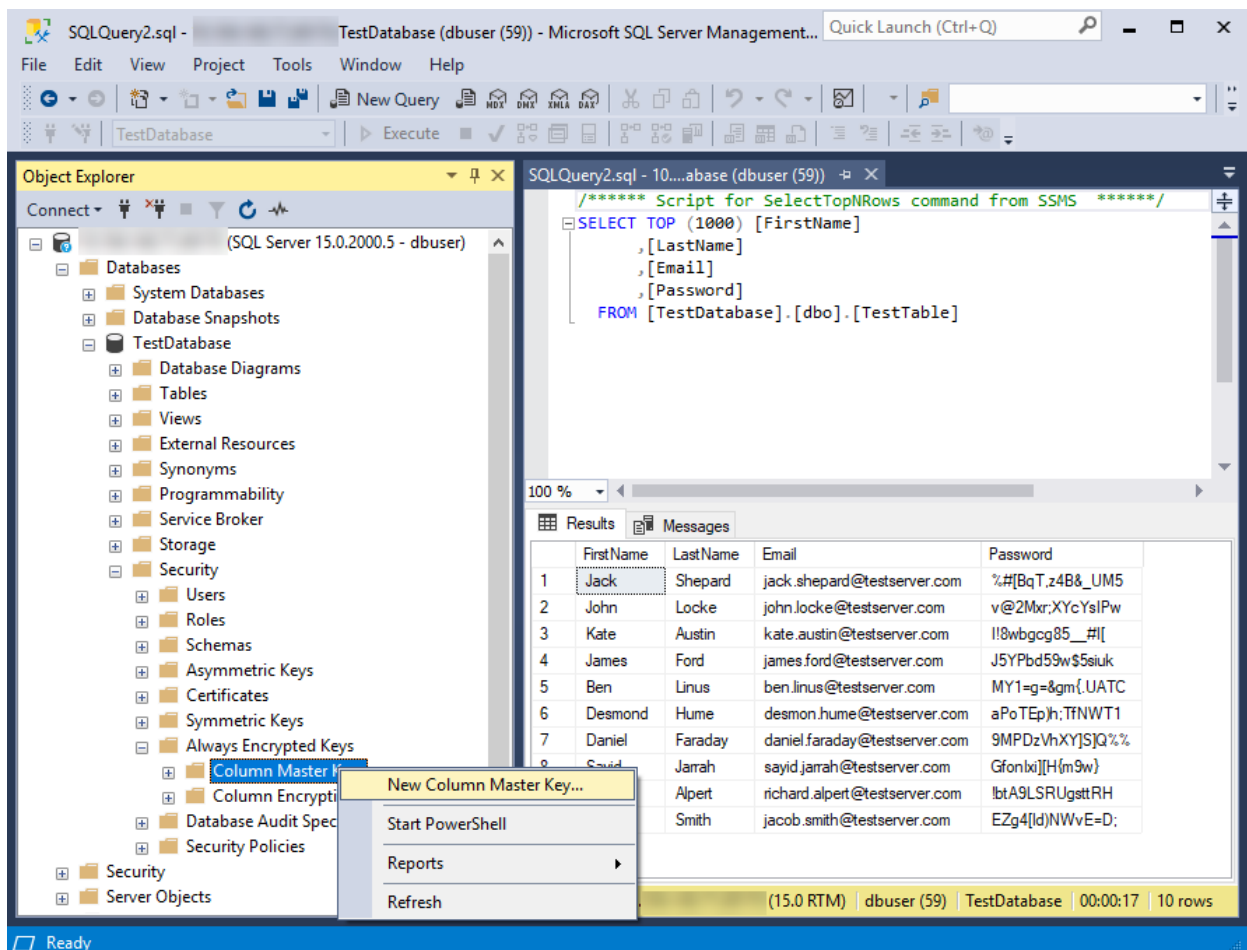 SQLQuery2.sql - TestDatabase (dbuser (59)) - Microsoft SQL Server Management...
Quick Launch (Ctrl+Q)
File Edit View Project Tools Window Help
New Query MDX DMX XMLA DAX
TestDatabase Execute
Object Explorer
Connect
(SQL Server 15.0.2000.5 - dbuser)
Databases
System Databases
Database Snapshots
TestDatabase
Database Diagrams
Tables
Views
External Resources
Synonyms
Programmability
Service Broker
Storage
Security
Users
Roles
Schemas
Asymmetric Keys
Certificates
Symmetric Keys
Always Encrypted Keys
Column Master K
Column Encrypti
Database Audit Spec
Security Policies
Security
Server Objects
New Column Master Key...
Start PowerShell
Reports
Refresh
SQLQuery2.sql - 10....abase (dbuser (59))
/****** Script for SelectTopNRows command from SSMS ******/
SELECT TOP (1000) [FirstName]
,[LastName]
,[Email]
,[Password]
FROM [TestDatabase].[dbo].[TestTable]
100 %
Results Messages
FirstName LastName Email Password
1 Jack Shepard jack.shepard@testserver.com %#[BqT,z4B&_UM5
2 John Locke john.locke@testserver.com v@2Mxr;XYcYsIPw
3 Kate Austin kate.austin@testserver.com I!8wbgcg85__#I[
4 James Ford james.ford@testserver.com J5YPbd59w$5siuk
5 Ben Linus ben.linus@testserver.com MY1=g=&gm{.UATC
6 Desmond Hume desmon.hume@testserver.com aPoTEp)h;TfNWT1
7 Daniel Faraday daniel.faraday@testserver.com 9MPDzVhXY]S]Q%%
8 Sayid Jarrah sayid.jarrah@testserver.com Gfonlxi][H{m9w}
Alpert richard.alpert@testserver.com !btA9LSRUgsttRH
Smith jacob.smith@testserver.com EZg4[Id)NWvE=D;
(15.0 RTM) dbuser (59) TestDatabase 00:00:17 10 rows
Ready